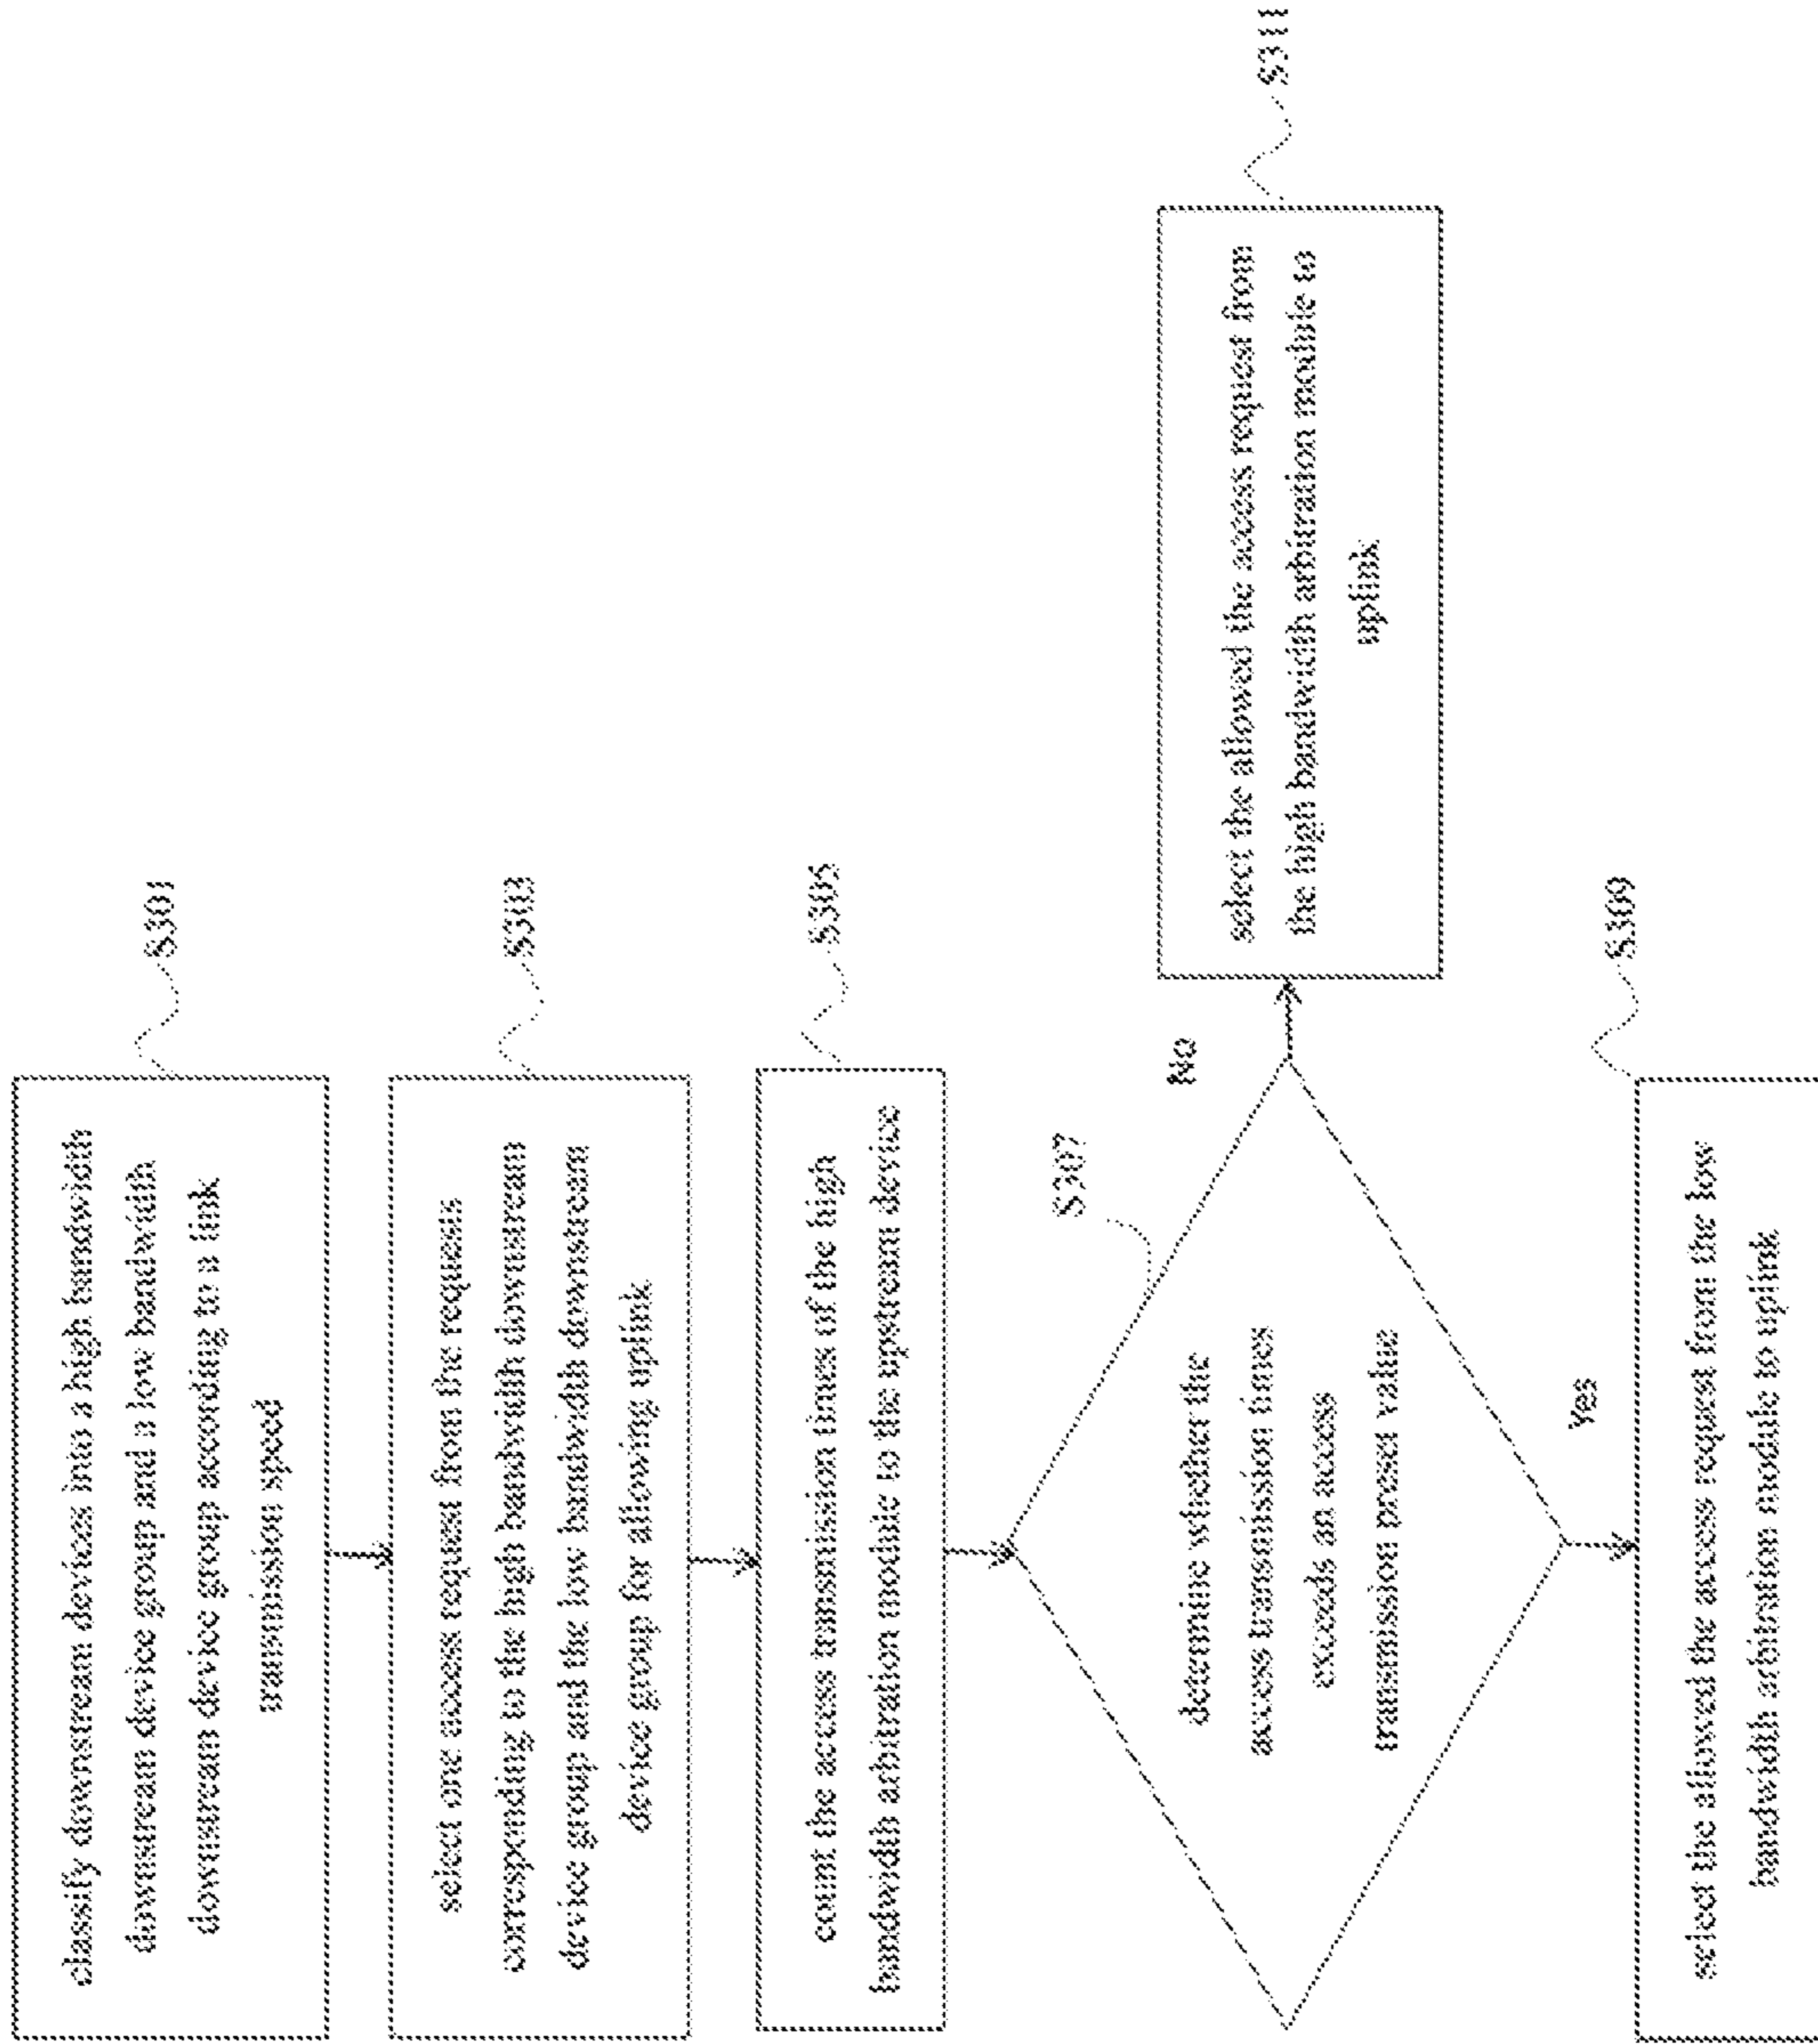 classify downstream devices into a high bandwidth
downstream device group and a low bandwidth
downstream device group according to a link
transmission speed
S301
select one access request from the requests
corresponding to the high bandwidth downstream
device group and the low bandwidth downstream
device group for allowing uplink
S303
count the access transmission times of the high
bandwidth arbitration module to the upstream device
S305
determine whether the
access transmission times
exceeds an access
transmission preset value
S307
No
select the allowed the access request from
the high bandwidth arbitration module to
uplink
S311
Yes
select the allowed the access request from the low
bandwidth arbitration module to uplink
S309